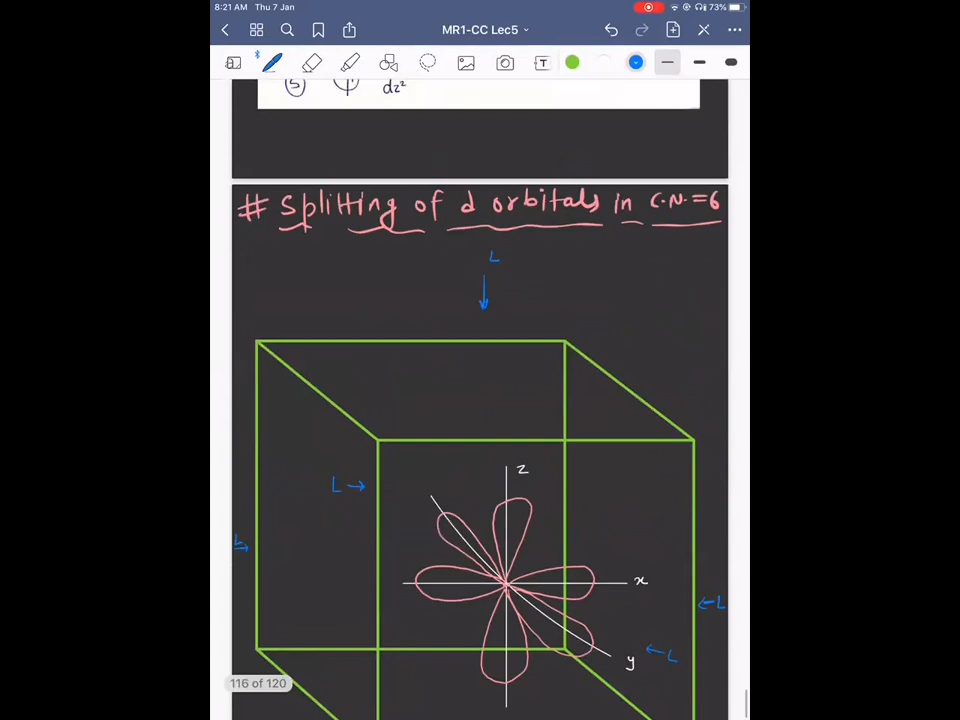 8:21 AM Thu 7 Jan
73%
MR1-CC Lec5
T
5 dz²
# Splitting of d orbitals in C.N.=6
L
z
L →
L
x
←L
←L
y
116 of 120